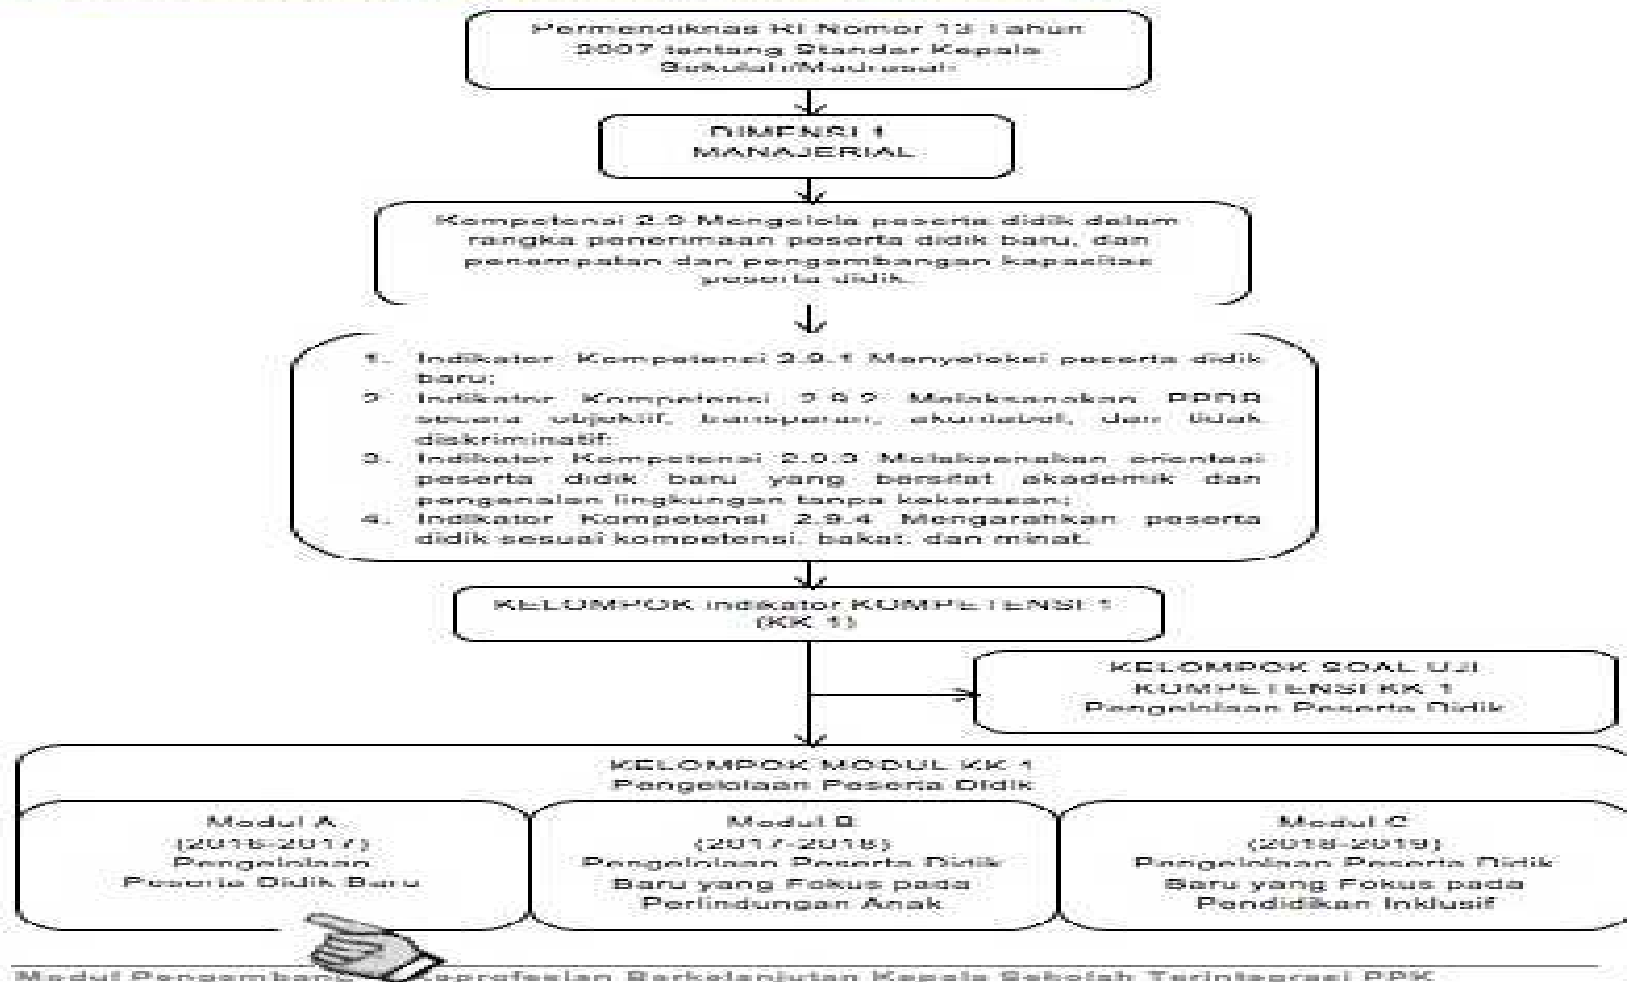 Permendiknas RI Nomor 13 Tahun
2007 tentang Standar Kepala
Sekolah/Madrasah
DIMENSI 1
MANAJERIAL
Kompetensi 2.9 Mengelola peserta didik dalam
rangka penerimaan peserta didik baru, dan
penempatan dan pengembangan kapasitas
peserta didik.
1. Indikator Kompetensi 2.9.1 Menyeleksi peserta didik
baru;
2. Indikator Kompetensi 2.9.2 Melaksanakan PPDB
secara objektif, transparan, akuntabel, dan tidak
diskriminatif;
3. Indikator Kompetensi 2.9.3 Melaksanakan orientasi
peserta didik baru yang bersifat akademik dan
pengenalan lingkungan tanpa kekerasan;
4. Indikator Kompetensi 2.9.4 Mengarahkan peserta
didik sesuai kompetensi, bakat, dan minat.
KELOMPOK indikator KOMPETENSI 1
(KK 1)
KELOMPOK SOAL UJI
KOMPETENSI KK 1
Pengelolaan Peserta Didik
KELOMPOK MODUL KK 1
Pengelolaan Peserta Didik
Modul A
(2016-2017)
Pengelolaan
Peserta Didik Baru
Modul B
(2017-2018)
Pengelolaan Peserta Didik
Baru yang Fokus pada
Perlindungan Anak
Modul C
(2018-2019)
Pengelolaan Peserta Didik
Baru yang Fokus pada
Pendidikan Inklusif
Modul Berkelanjutan Kepala Sekolah Terintegrasi PPK